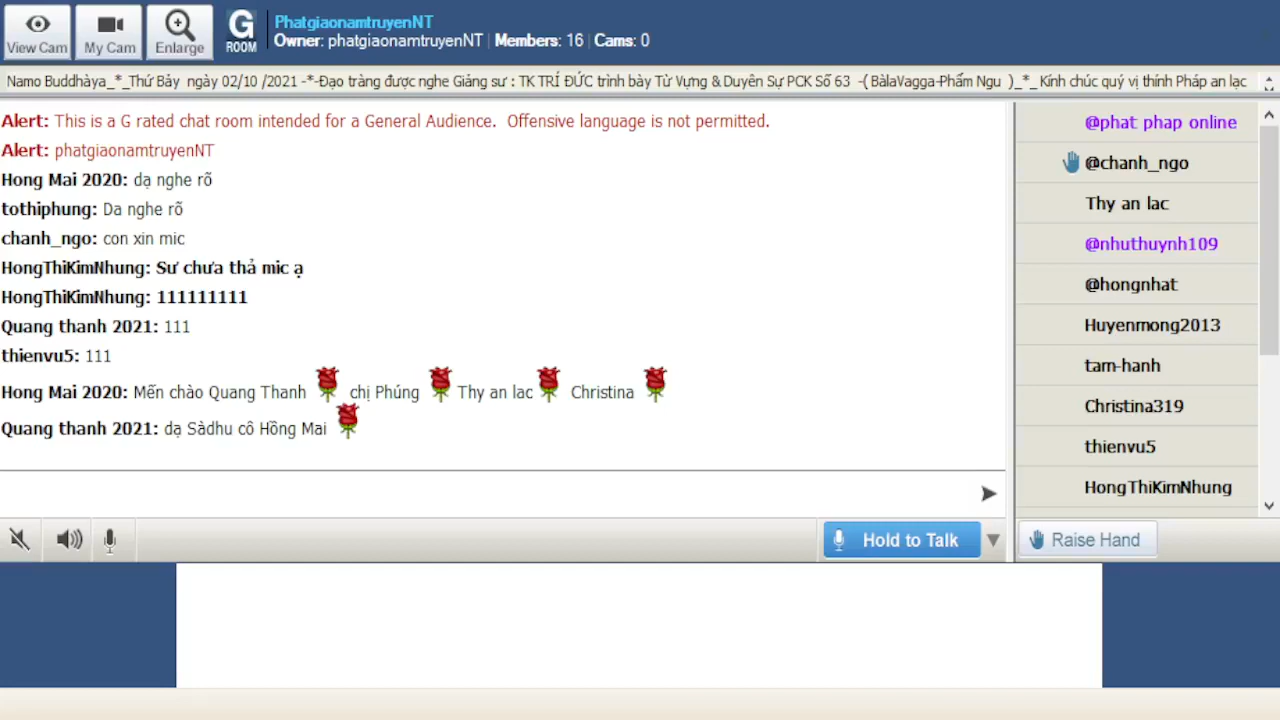 View Cam
My Cam
Enlarge
G
ROOM
PhatgiaonamtruyenNT
Owner: phatgiaonamtruyenNT | Members: 16 | Cams: 0
Namo Buddhàya_*_Thứ Bảy ngày 02/10 /2021 -*-Đạo tràng được nghe Giảng sư : TK TRÍ ĐỨC trình bày Từ Vựng & Duyên Sự PCK Số 63 -( BàlaVagga-Phẩm Ngu )_*_ Kính chúc quý vị thính Pháp an lạc
Alert: This is a G rated chat room intended for a General Audience. Offensive language is not permitted.
Alert: phatgiaonamtruyenNT
Hong Mai 2020: dạ nghe rõ
tothiphung: Da nghe rõ
chanh_ngo: con xin mic
HongThiKimNhung: Sư chưa thả mic ạ
HongThiKimNhung: 111111111
Quang thanh 2021: 111
thienvu5: 111
Hong Mai 2020: Mến chào Quang Thanh chị Phúng Thy an lac Christina
Quang thanh 2021: dạ Sàdhu cô Hồng Mai
@phat phap online
@chanh_ngo
Thy an lac
@nhuthuynh109
@hongnhat
Huyenmong2013
tam-hanh
Christina319
thienvu5
HongThiKimNhung
Hold to Talk
Raise Hand